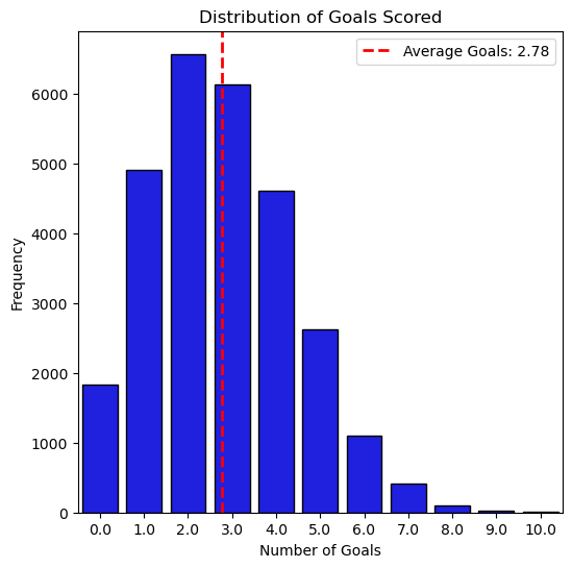 Distribution of Goals Scored
Average Goals: 2.78
Frequency
6000
5000
4000
3000
2000
1000
0
0.0 1.0 2.0 3.0 4.0 5.0 6.0 7.0 8.0 9.0 10.0
Number of Goals